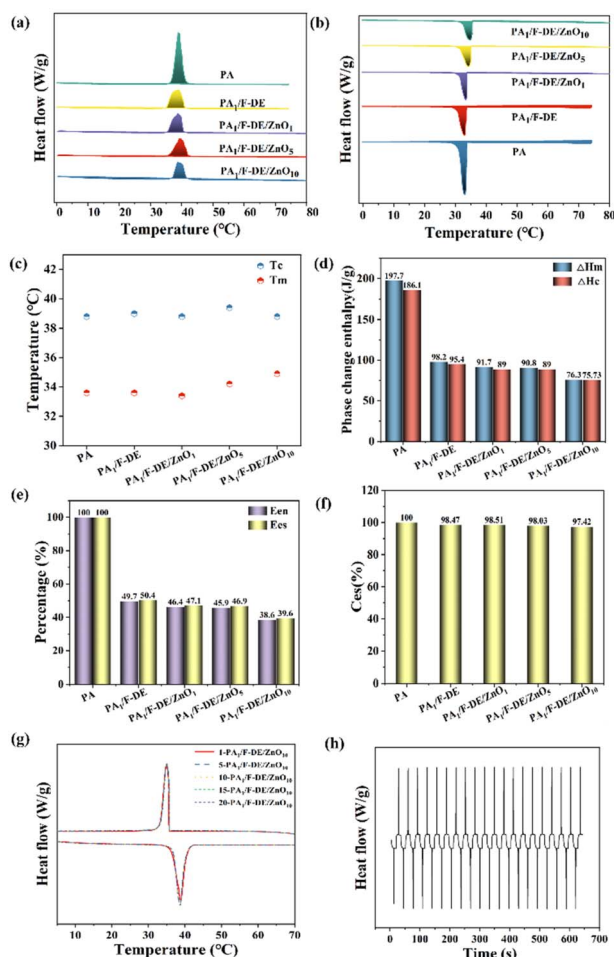 (a)
Heat flow (W/g)
PA
PA₁/F-DE
PA₁/F-DE/ZnO₁
PA₁/F-DE/ZnO₅
PA₁/F-DE/ZnO₁₀
0 10 20 30 40 50 60 70 80
Temperature (°C)
(b)
Heat flow (W/g)
PA₁/F-DE/ZnO₁₀
PA₁/F-DE/ZnO₅
PA₁/F-DE/ZnO₁
PA₁/F-DE
PA
0 10 20 30 40 50 60 70 80
Temperature (°C)
(c)
Temperature (°C)
Tc
Tm
42
40
38
36
34
32
30
PA PA₁/F-DE PA₁/F-DE/ZnO₁ PA₁/F-DE/ZnO₅ PA₁/F-DE/ZnO₁₀
(d)
Phase change enthalpy(J/g)
△Hm
△Hc
200
150
100
50
0
197.7 186.1 98.2 95.4 91.7 89 90.8 89 76.3 75.73
PA PA₁/F-DE PA₁/F-DE/ZnO₁ PA₁/F-DE/ZnO₅ PA₁/F-DE/ZnO₁₀
(e)
Percentage (%)
Een
Ees
120
100
80
60
40
20
0
100 100 49.7 50.4 46.4 47.1 45.9 46.9 38.6 39.6
PA PA₁/F-DE PA₁/F-DE/ZnO₁ PA₁/F-DE/ZnO₅ PA₁/F-DE/ZnO₁₀
(f)
Ces(%)
120
100
80
60
40
20
0
100 98.47 98.51 98.03 97.42
PA PA₁/F-DE PA₁/F-DE/ZnO₁ PA₁/F-DE/ZnO₅ PA₁/F-DE/ZnO₁₀
(g)
Heat flow (W/g)
1-PA₁/F-DE/ZnO₁₀
5-PA₁/F-DE/ZnO₁₀
10-PA₁/F-DE/ZnO₁₀
15-PA₁/F-DE/ZnO₁₀
20-PA₁/F-DE/ZnO₁₀
10 20 30 40 50 60 70
Temperature (°C)
(h)
Heat flow (W/g)
0 100 200 300 400 500 600 700
Time (s)